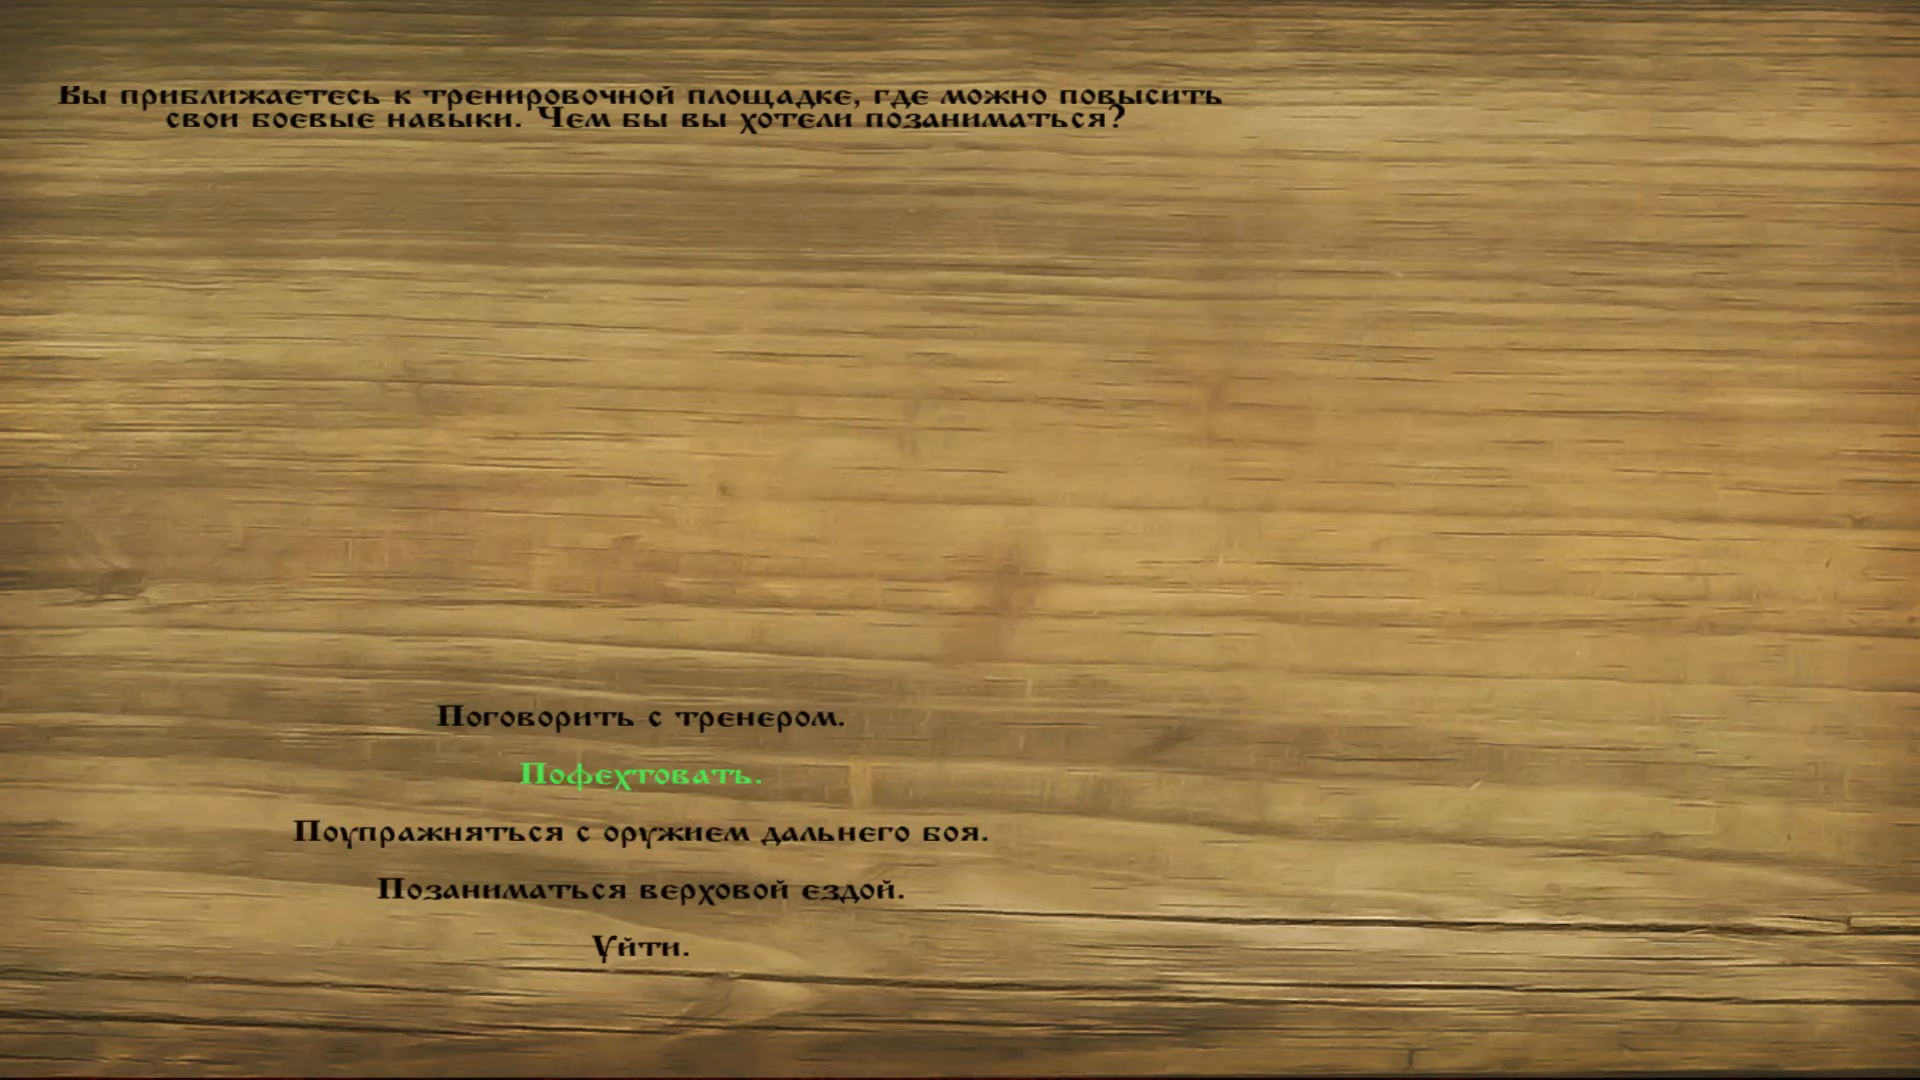 Вы приближаетесь к тренировочной площадке, где можно повысить
свои боевые навыки. Чем бы вы хотели позаниматься?
Поговорить с тренером.
Пофехтовать.
Поупражняться с оружием дальнего боя.
Позаниматься верховой ездой.
Уйти.